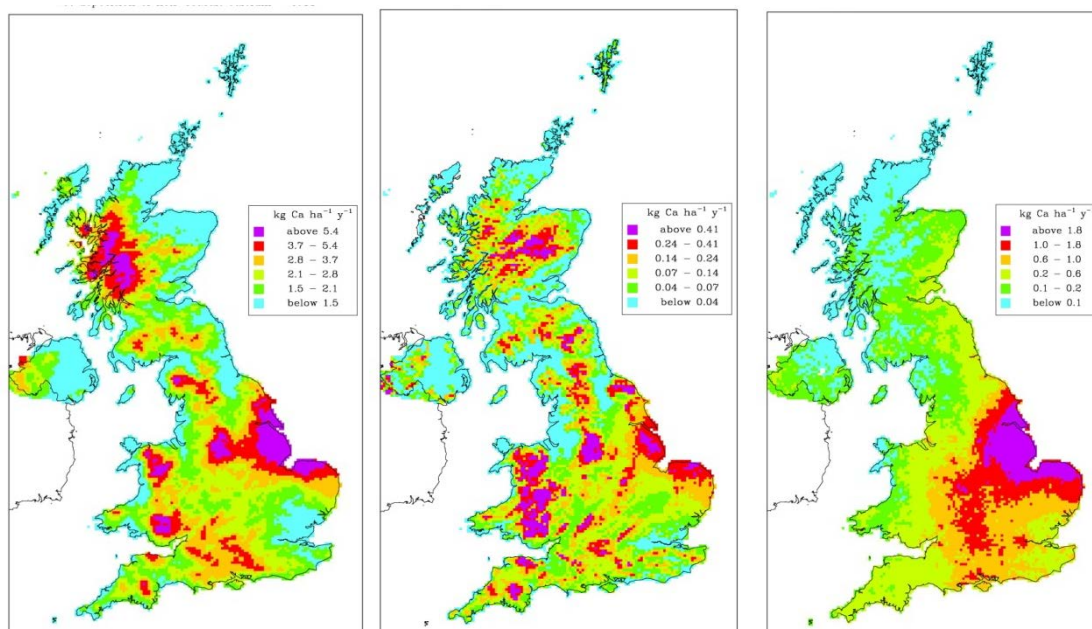 kg Ca ha⁻¹ y⁻¹
above 5.4
3.7 – 5.4
2.8 – 3.7
2.1 – 2.8
1.5 – 2.1
below 1.5
kg Ca ha⁻¹ y⁻¹
above 0.41
0.24 – 0.41
0.14 – 0.24
0.07 – 0.14
0.04 – 0.07
below 0.04
kg Ca ha⁻¹ y⁻¹
above 1.8
1.0 – 1.8
0.6 – 1.0
0.2 – 0.6
0.1 – 0.2
below 0.1